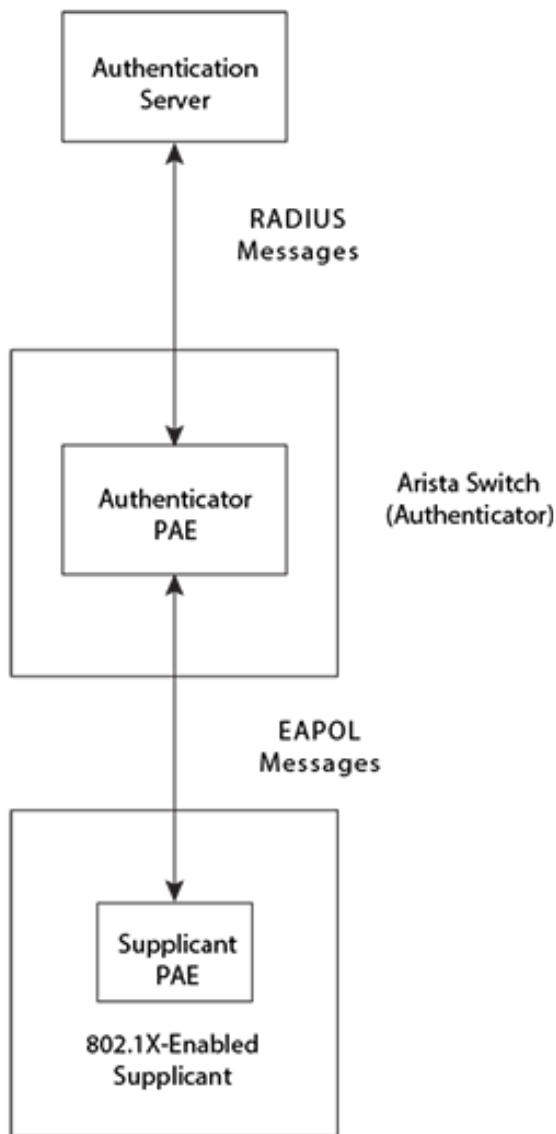 Authentication
Server
RADIUS
Messages
Authenticator
PAE
Arista Switch
(Authenticator)
EAPOL
Messages
Supplicant
PAE
802.1X-Enabled
Supplicant